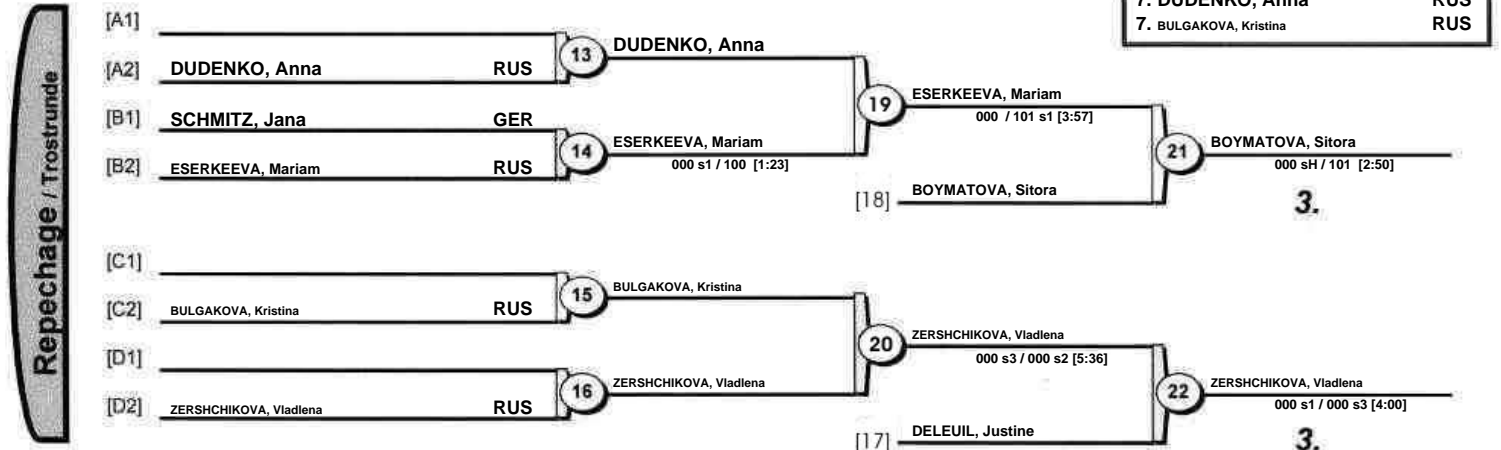 7. DUDENKO, Anna RUS
7. BULGAKOVA, Kristina RUS
Repechage / Trostrunde
[A1]
13 DUDENKO, Anna
[A2] DUDENKO, Anna RUS
19 ESERKEEVA, Mariam
000 / 101 s1 [3:57]
[B1] SCHMITZ, Jana GER
14 ESERKEEVA, Mariam
000 s1 / 100 [1:23]
[B2] ESERKEEVA, Mariam RUS
21 BOYMATOVA, Sitora
000 sH / 101 [2:50]
[18] BOYMATOVA, Sitora
3.
[C1]
15 BULGAKOVA, Kristina
[C2] BULGAKOVA, Kristina RUS
20 ZERSHCHIKOVA, Vladlena
000 s3 / 000 s2 [5:36]
[D1]
16 ZERSHCHIKOVA, Vladlena
[D2] ZERSHCHIKOVA, Vladlena RUS
22 ZERSHCHIKOVA, Vladlena
000 s1 / 000 s3 [4:00]
[17] DELEUIL, Justine
3.